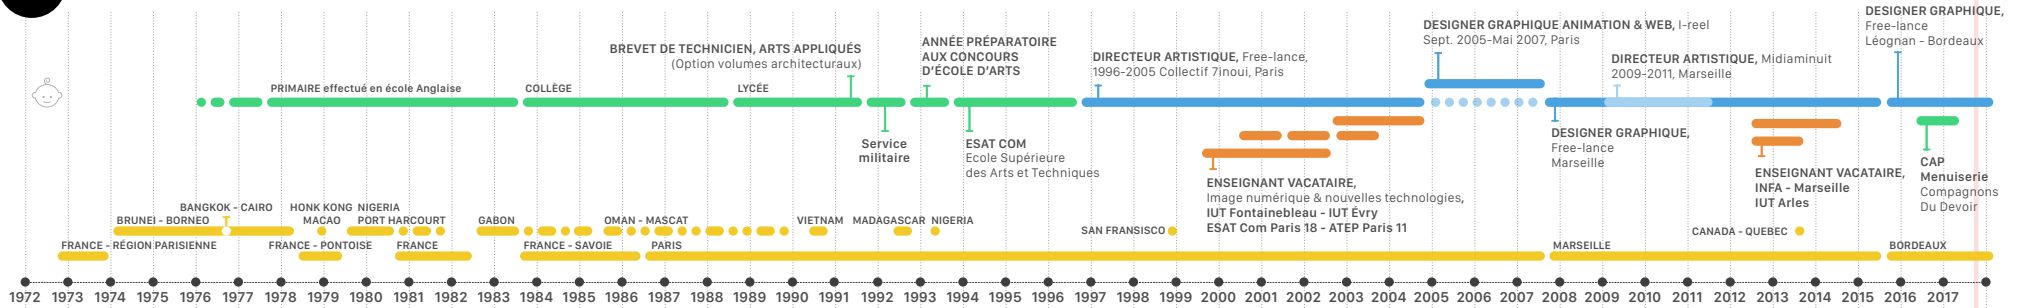 DESIGNER GRAPHIQUE,
Free-lance
Léognan - Bordeaux
DESIGNER GRAPHIQUE ANIMATION & WEB, I-reel
Sept. 2005-Mai 2007, Paris
ANNÉE PRÉPARATOIRE
AUX CONCOURS
D'ÉCOLE D'ARTS
BREVET DE TECHNICIEN, ARTS APPLIQUÉS
(Option volumes architecturaux)
DIRECTEUR ARTISTIQUE, Free-lance,
1996-2005 Collectif 7inoui, Paris
DIRECTEUR ARTISTIQUE, Midiaminuit
2009-2011, Marseille
PRIMAIRE effectué en école Anglaise
COLLÈGE
LYCÉE
Service
militaire
ESAT COM
Ecole Supérieure
des Arts et Techniques
DESIGNER GRAPHIQUE,
Free-lance
Marseille
ENSEIGNANT VACATAIRE,
Image numérique & nouvelles technologies,
IUT Fontainebleau - IUT Évry
ESAT Com Paris 18 - ATEP Paris 11
ENSEIGNANT VACATAIRE,
INFA - Marseille
IUT Arles
CAP
Menuiserie
Compagnons
Du Devoir
BANGKOK - CAIRO
HONK KONG
NIGERIA
BRUNEI - BORNEO
MACAO
PORT HARCOURT
GABON
OMAN - MASCAT
VIETNAM
MADAGASCAR
NIGERIA
SAN FRANSISCO
CANADA - QUEBEC
FRANCE - RÉGION PARISIENNE
FRANCE - PONTOISE
FRANCE
FRANCE - SAVOIE
PARIS
MARSEILLE
BORDEAUX
1972 1973 1974 1975 1976 1977 1978 1979 1980 1981 1982 1983 1984 1985 1986 1987 1988 1989 1990 1991 1992 1993 1994 1995 1996 1997 1998 1999 2000 2001 2002 2003 2004 2005 2006 2007 2008 2009 2010 2011 2012 2013 2014 2015 2016 2017